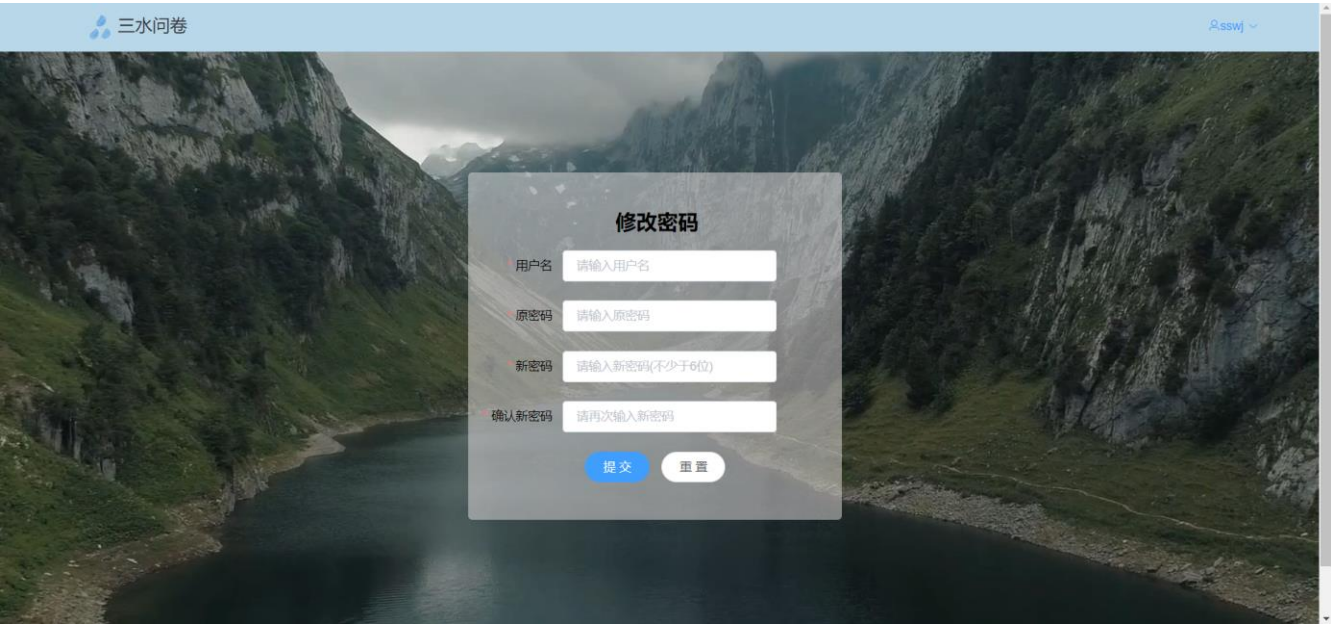 三水问卷
sswj
修改密码
* 用户名 请输入用户名
* 原密码 请输入原密码
* 新密码 请输入新密码(不少于6位)
* 确认新密码 请再次输入新密码
提交 重置